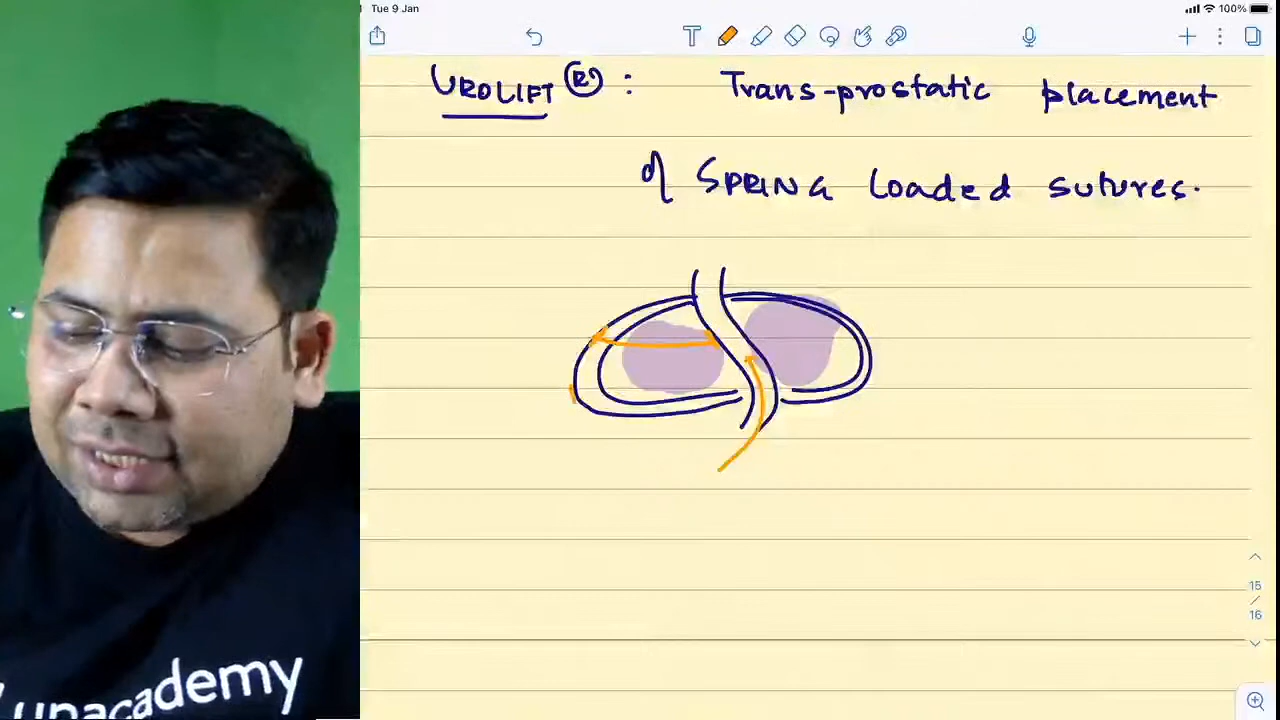 Tue 9 Jan
100%
T
UROLIFT ® : Trans-prostatic placement
of SPRING Loaded sutures.
15
/
16
unacademy